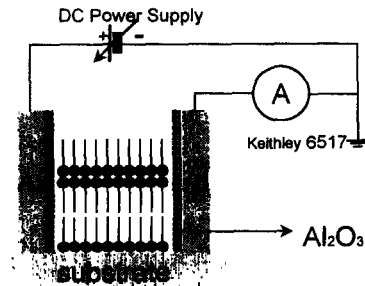 DC Power Supply
+ -
A
Keithley 6517
Al₂O₃
substrate